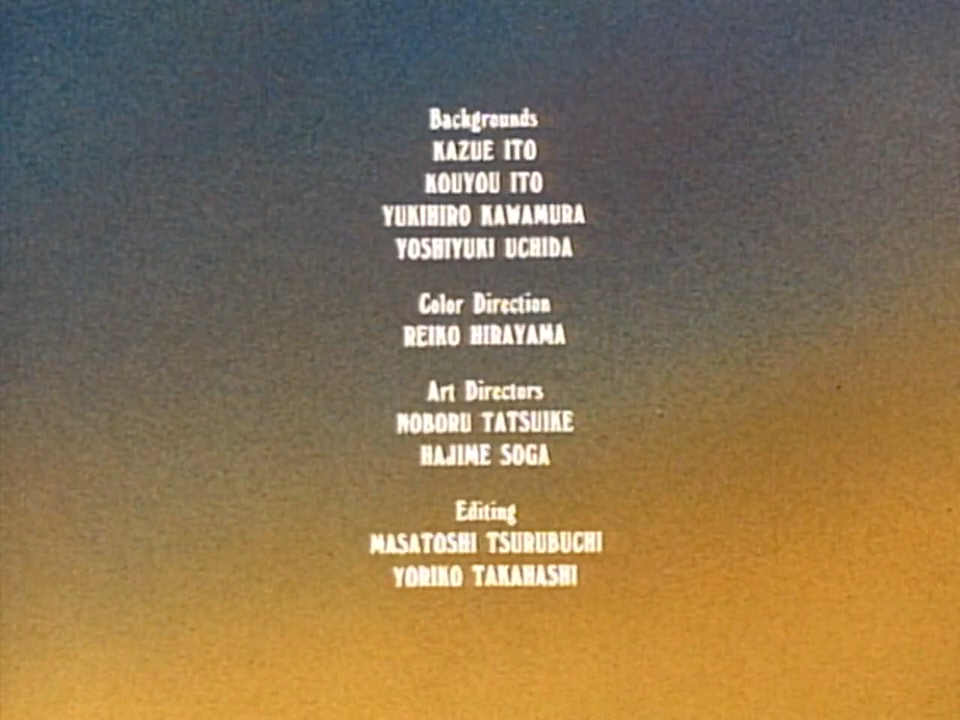 Backgrounds
KAZUE ITO
KOUYOU ITO
YUKIHIRO KAWAMURA
YOSHIYUKI UCHIDA
Color Direction
REIKO HIRAYAMA
Art Directors
NOBORU TATSUIKE
HAJIME SOGA
Editing
MASATOSHI TSURUBUCHI
YORIKO TAKAHASHI